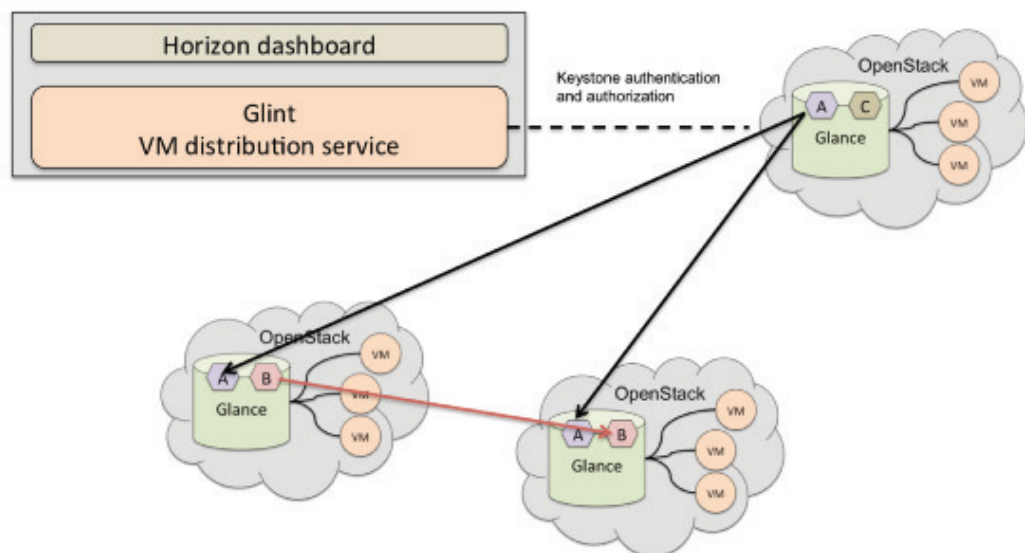 Horizon dashboard
Glint
VM distribution service
Keystone authentication
and authorization
OpenStack
VM
A
C
VM
Glance
VM
OpenStack
VM
A
B
VM
Glance
VM
OpenStack
VM
A
B
VM
Glance
VM